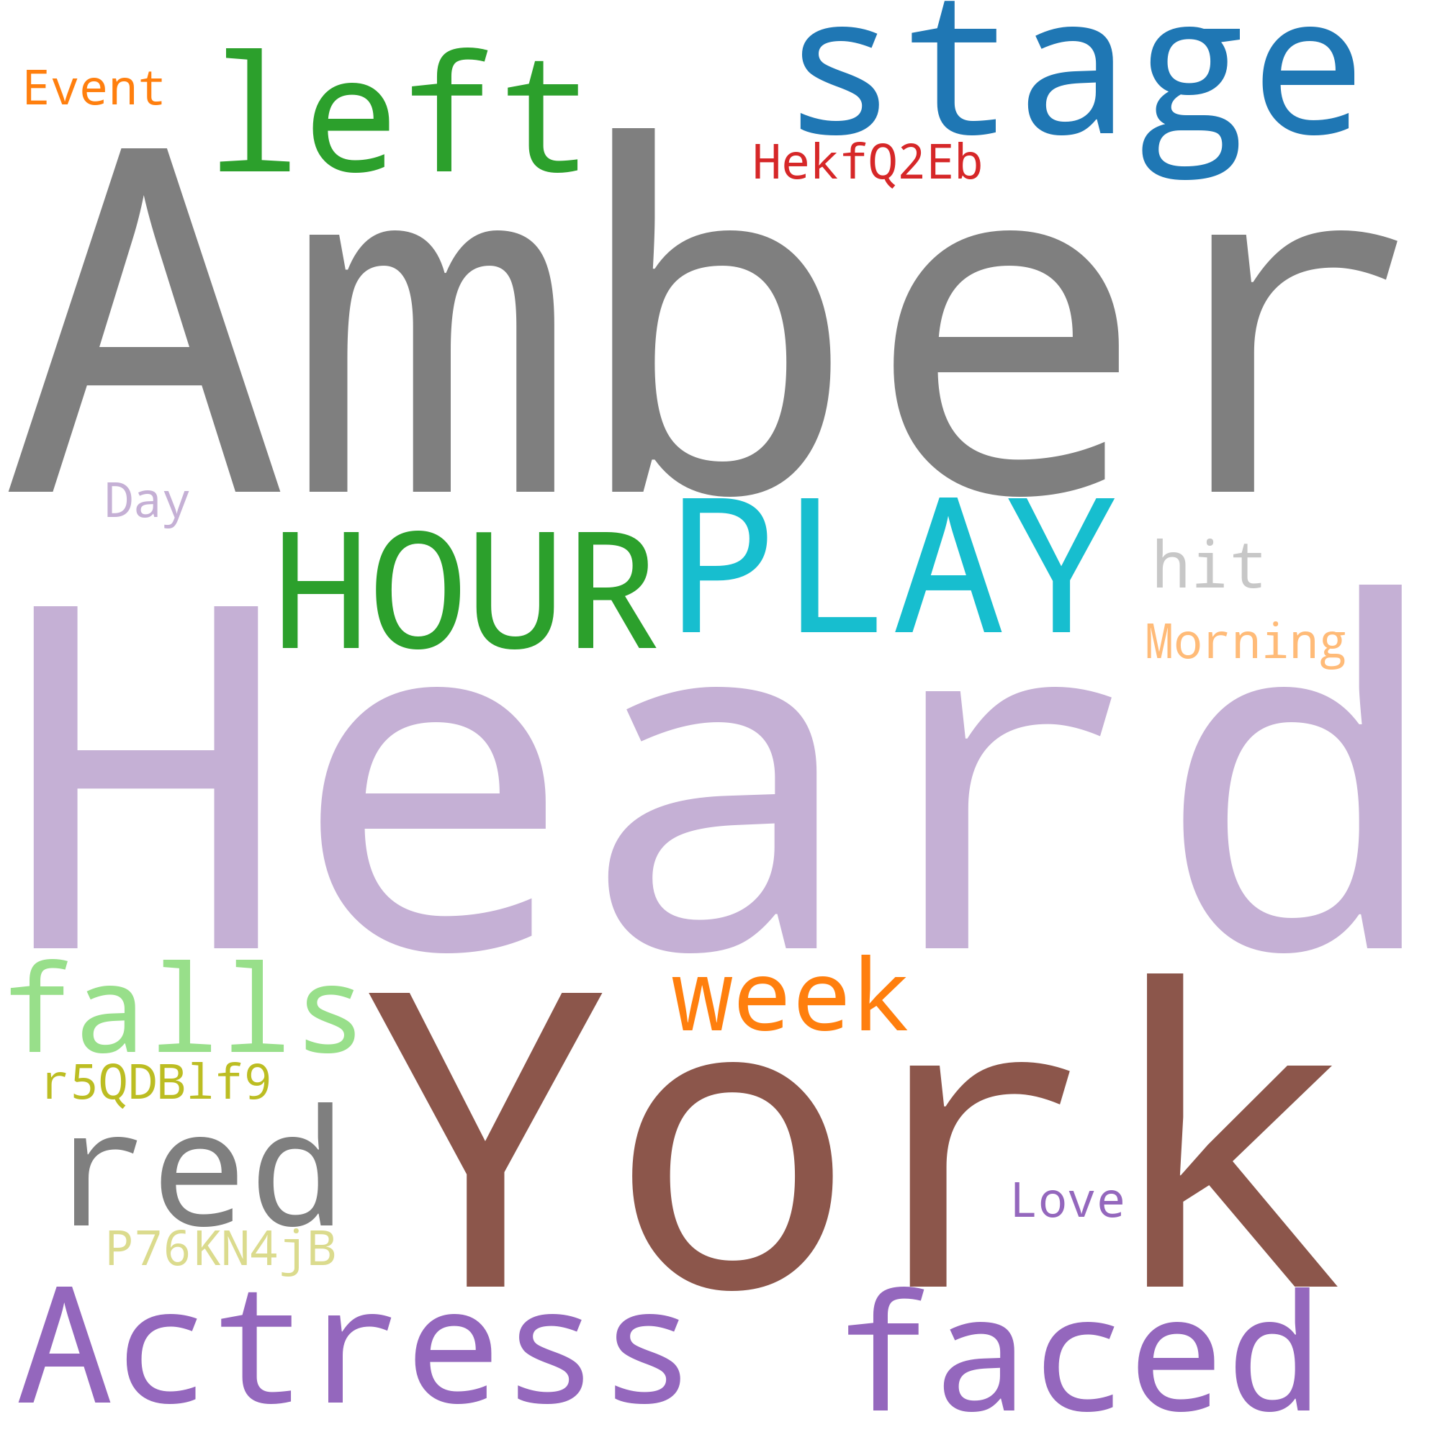 stage
Event
left
HekfQ2Eb
Amber
Day
HOUR
PLAY
hit
Morning
Heard
falls
week
York
r5QDBlf9
red
Love
P76KN4jB
Actress
faced